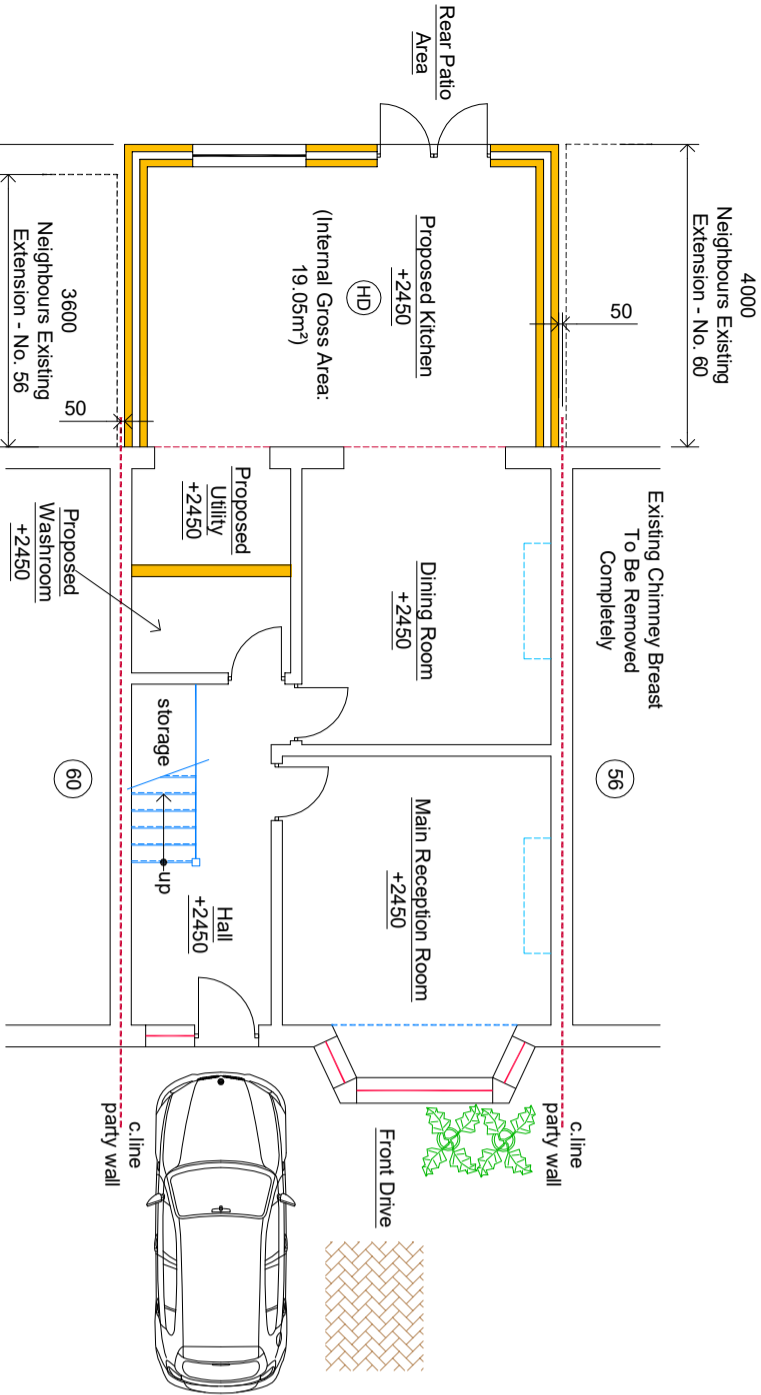 4000
Neighbours Existing
Extension - No. 60
50
Rear Patio
Area
Proposed Kitchen
+2450
HD
(Internal Gross Area:
19.05m²)
3600
Neighbours Existing
Extension - No. 56
50
Existing Chimney Breast
To Be Removed
Completely
56
Dining Room
+2450
Proposed
Utility
+2450
Proposed
Washroom
+2450
Main Reception Room
+2450
storage
up
Hall
+2450
60
c.line
party wall
Front Drive
c.line
party wall